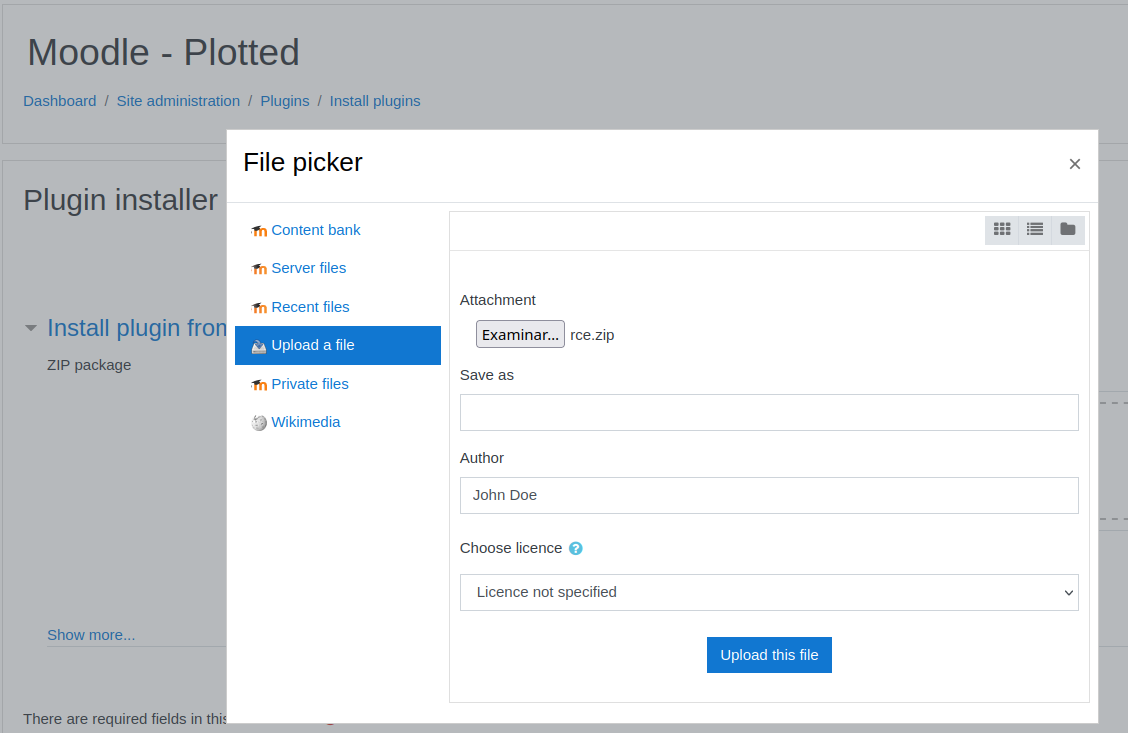 Moodle - Plotted
Dashboard / Site administration / Plugins / Install plugins
File picker
×
Plugin installer
Content bank
Server files
Recent files
Upload a file
Private files
Wikimedia
Install plugin from
ZIP package
Show more...
There are required fields in this
Attachment
Examinar... rce.zip
Save as
Author
John Doe
Choose licence ?
Licence not specified
Upload this file